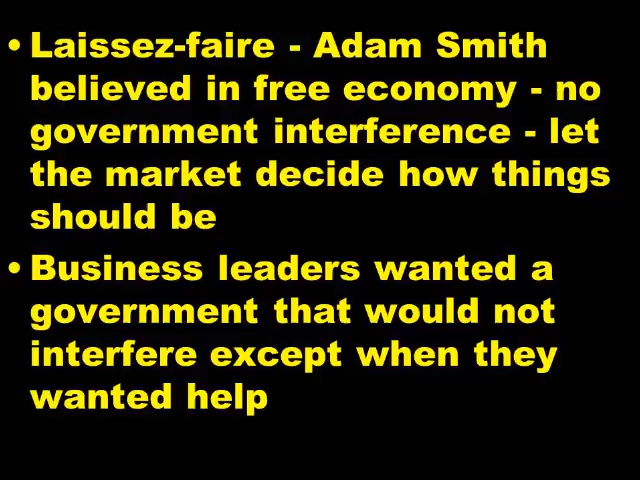 • Laissez-faire - Adam Smith
believed in free economy - no
government interference - let
the market decide how things
should be
• Business leaders wanted a
government that would not
interfere except when they
wanted help